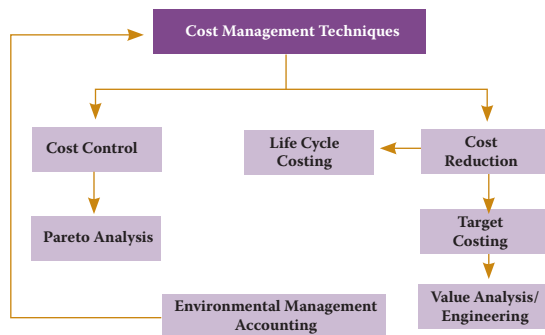 Cost Management Techniques
Cost Control
Life Cycle
Costing
Cost
Reduction
Pareto Analysis
Target
Costing
Environmental Management
Accounting
Value Analysis/
Engineering